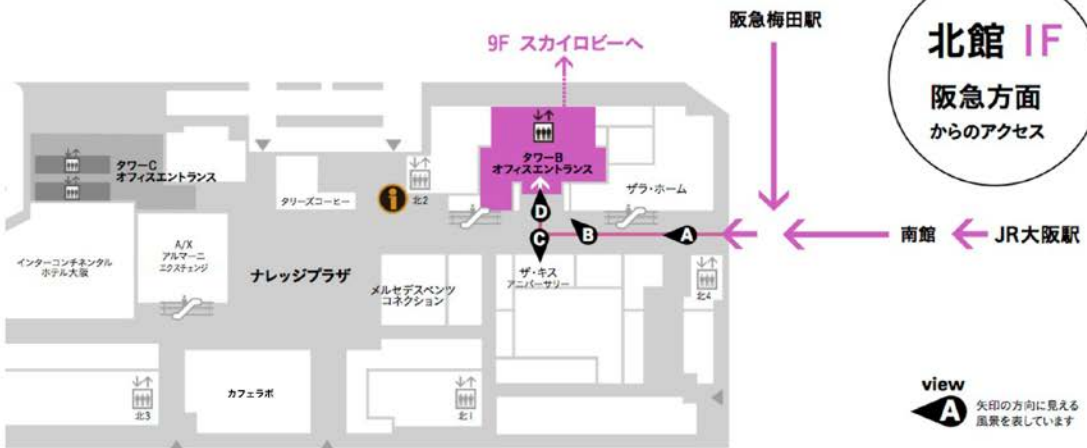 阪急梅田駅
北館 1F
阪急方面
からのアクセス
9F スカイロビーへ
タワーC
オフィスエントランス
タワーB
オフィスエントランス
タリーズコーヒー
i
北2
ザラ・ホーム
D
C
B
A
南館
JR大阪駅
インターコンチネンタル
ホテル大阪
A/X
アルマーニ
エクスチェンジ
ナレッジプラザ
メルセデスベンツ
コネクション
ザ・キス
アニバーサリー
北4
北3
カフェラボ
北1
view
A
矢印の方向に見える
風景を表しています